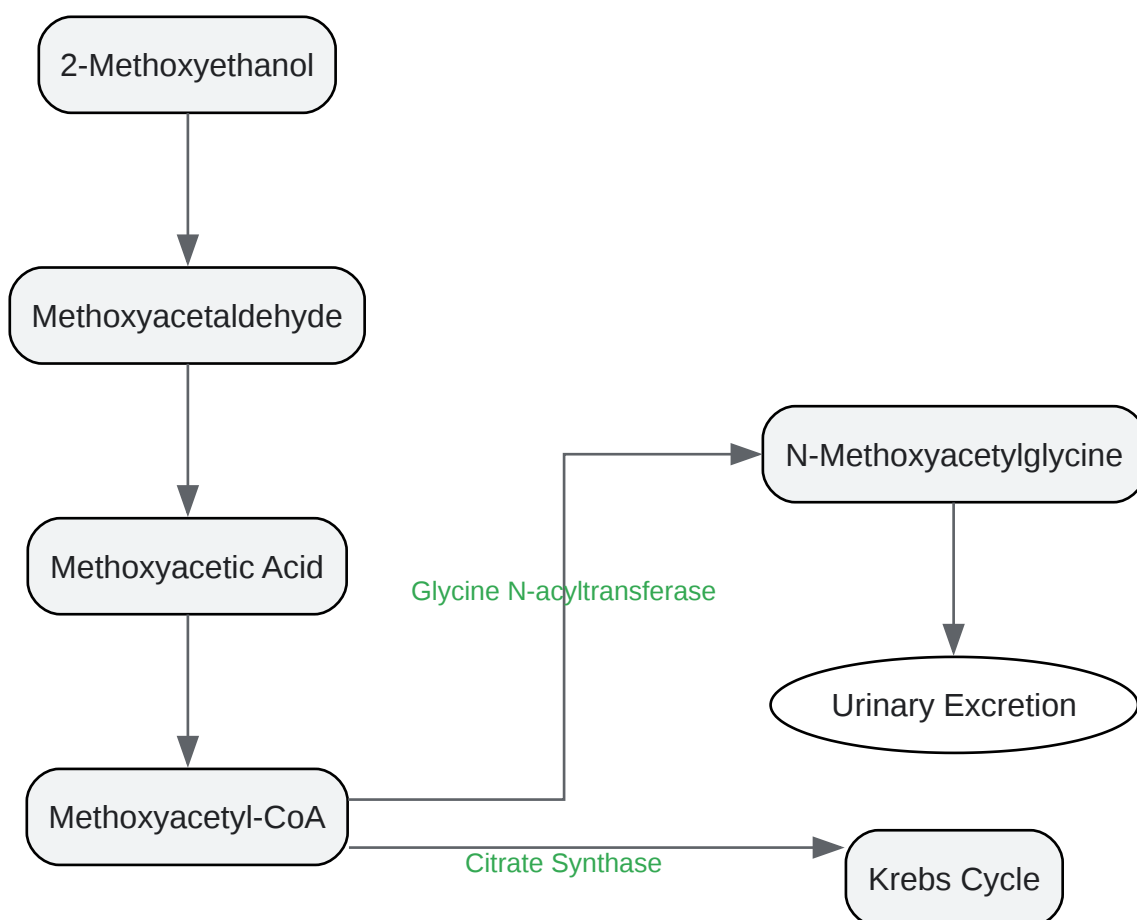 2-Methoxyethanol
Methoxyacetaldehyde
N-Methoxyacetylglycine
Methoxyacetic Acid
Glycine N-acyltransferase
Urinary Excretion
Methoxyacetyl-CoA
Citrate Synthase
Krebs Cycle